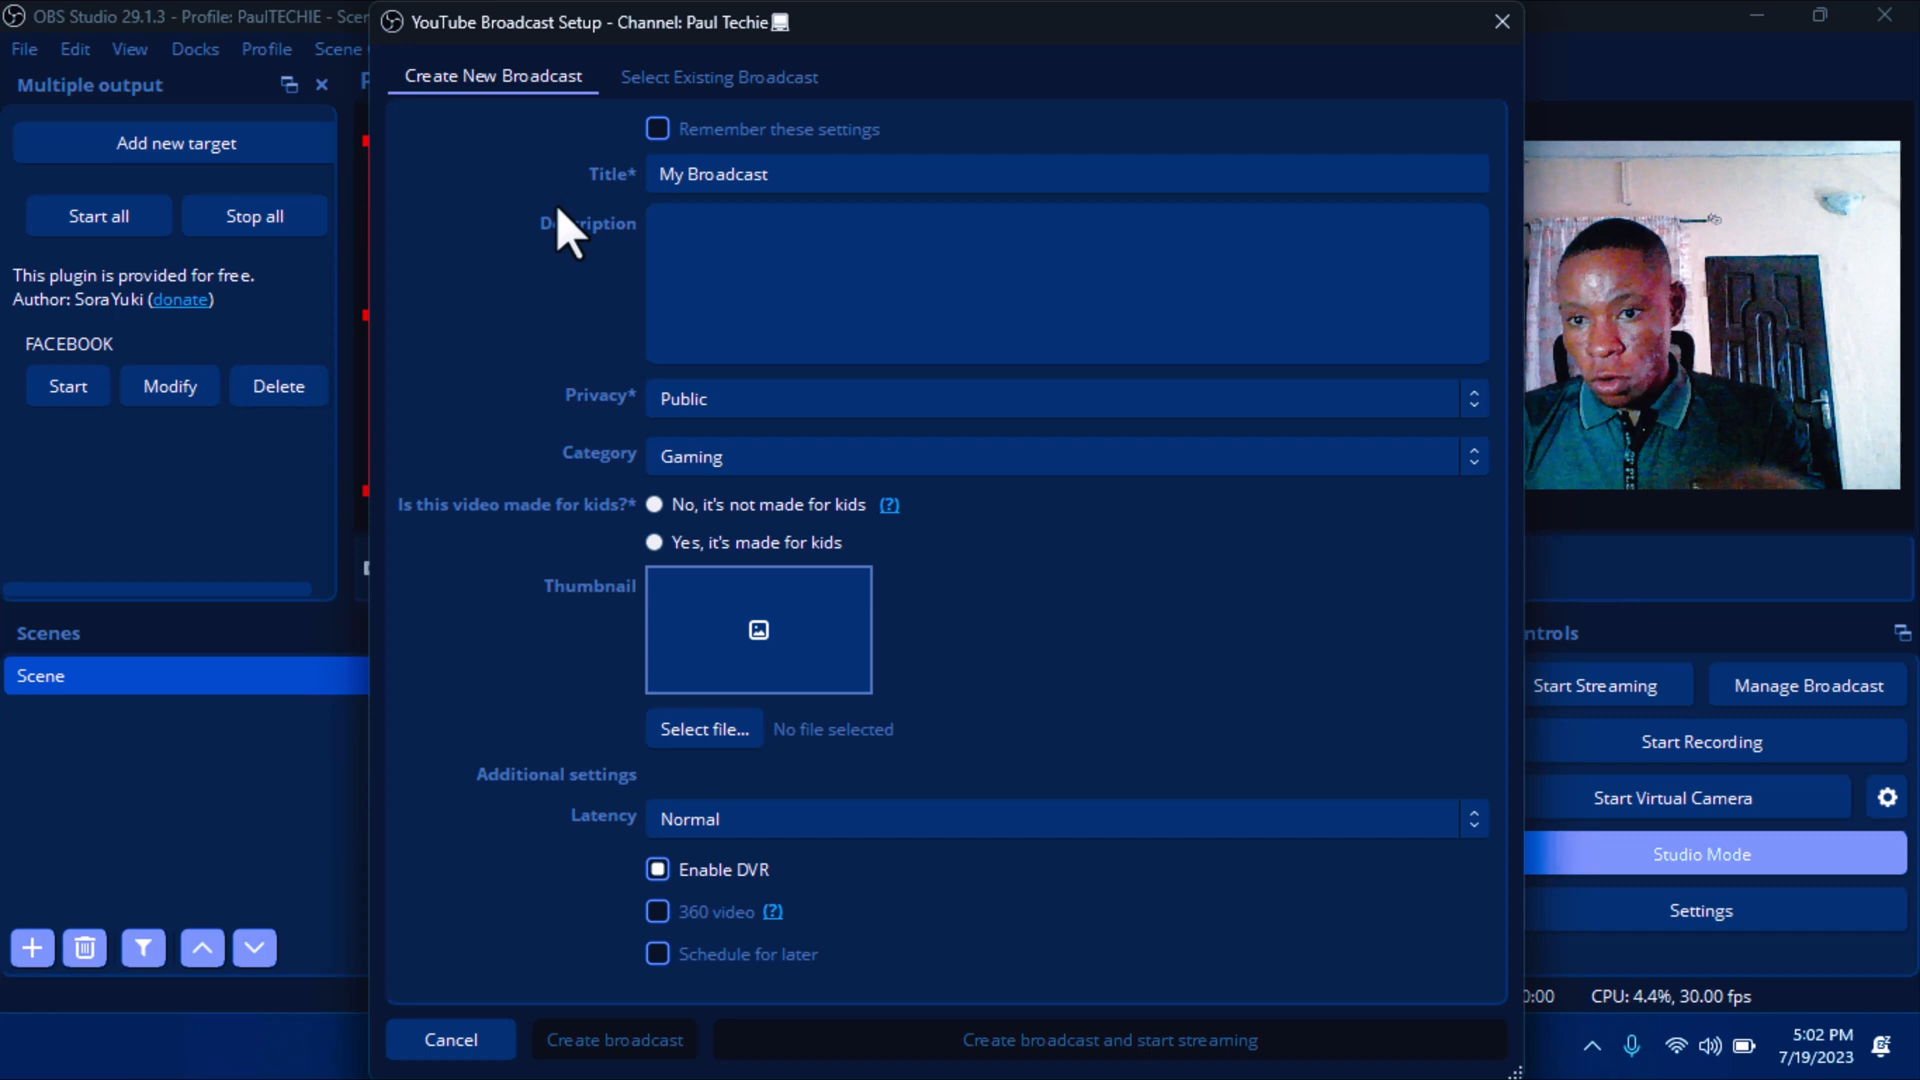 OBS Studio 29.1.3 - Profile: PaulTECHIE - Scer
YouTube Broadcast Setup - Channel: Paul Techie
File Edit View Docks Profile Scene
Multiple output
Add new target
Start all Stop all
This plugin is provided for free.
Author: SoraYuki (donate)
FACEBOOK
Start Modify Delete
Scenes
Scene
Create New Broadcast Select Existing Broadcast
Remember these settings
Title* My Broadcast
Description
Privacy* Public
Category Gaming
Is this video made for kids?* No, it's not made for kids (?)
Yes, it's made for kids
Thumbnail
Select file... No file selected
Additional settings
Latency Normal
Enable DVR
360 video (?)
Schedule for later
Cancel Create broadcast Create broadcast and start streaming
ntrols
Start Streaming Manage Broadcast
Start Recording
Start Virtual Camera
Studio Mode
Settings
0:00 CPU: 4.4%, 30.00 fps
5:02 PM
7/19/2023